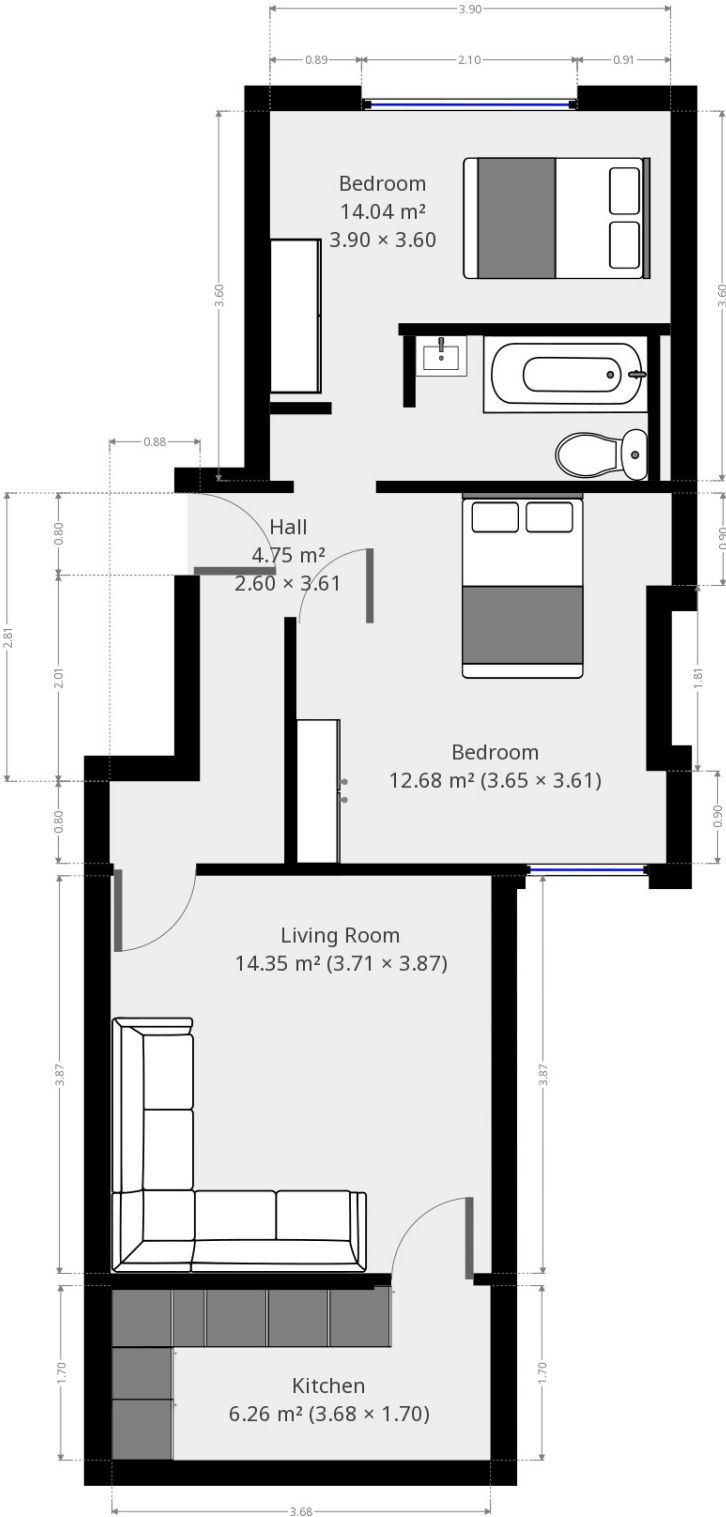 3.90
0.89
2.10
0.91
Bedroom
14.04 m²
3.90 × 3.60
3.60
3.60
0.88
0.80
0.90
Hall
4.75 m²
2.60 × 3.61
2.81
2.01
1.81
Bedroom
12.68 m² (3.65 × 3.61)
0.80
0.90
Living Room
14.35 m² (3.71 × 3.87)
3.87
3.87
1.70
1.70
Kitchen
6.26 m² (3.68 × 1.70)
3.68